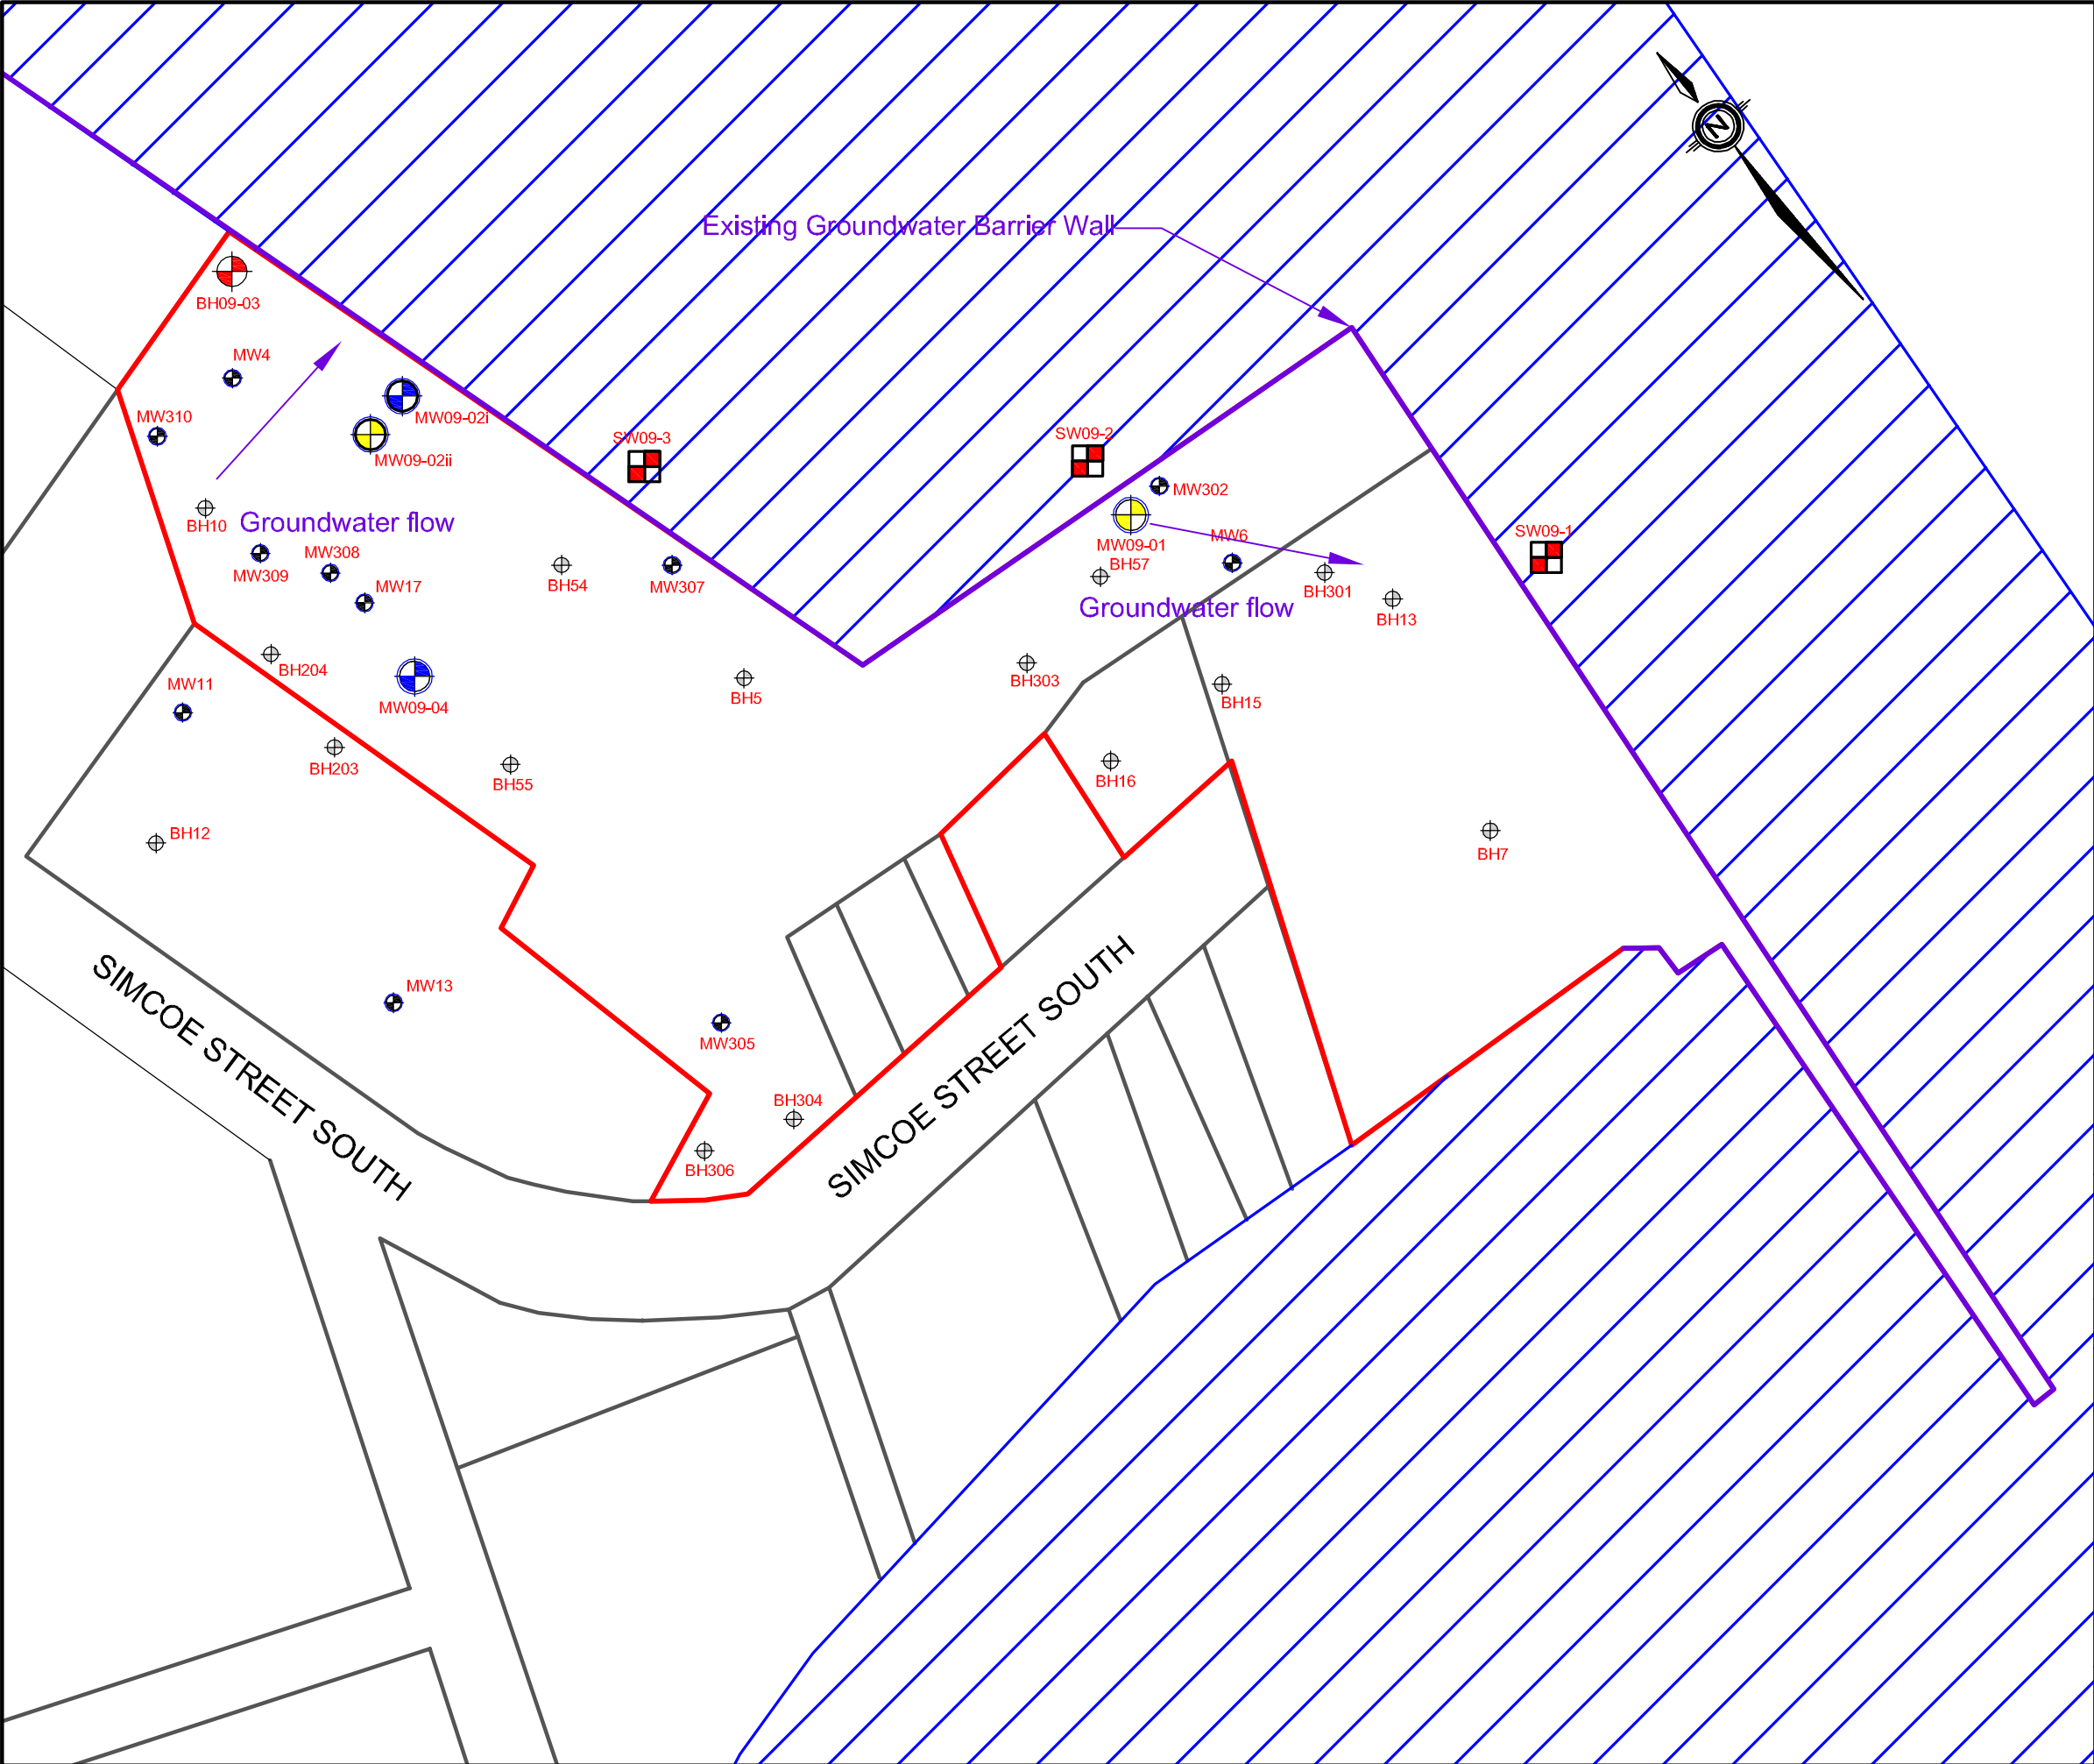 N
Existing Groundwater Barrier Wall
BH09-03
MW4
MW310
MW09-02i
MW09-02ii
SW09-3
SW09-2
MW302
BH10
Groundwater flow
MW309
MW308
MW17
BH54
MW307
MW09-01
MW6
SW09-1
BH57
BH301
BH13
Groundwater flow
BH204
MW11
MW09-04
BH5
BH303
BH15
BH203
BH55
BH16
BH12
BH7
MW13
MW305
SIMCOE STREET SOUTH
SIMCOE STREET SOUTH
BH304
BH306